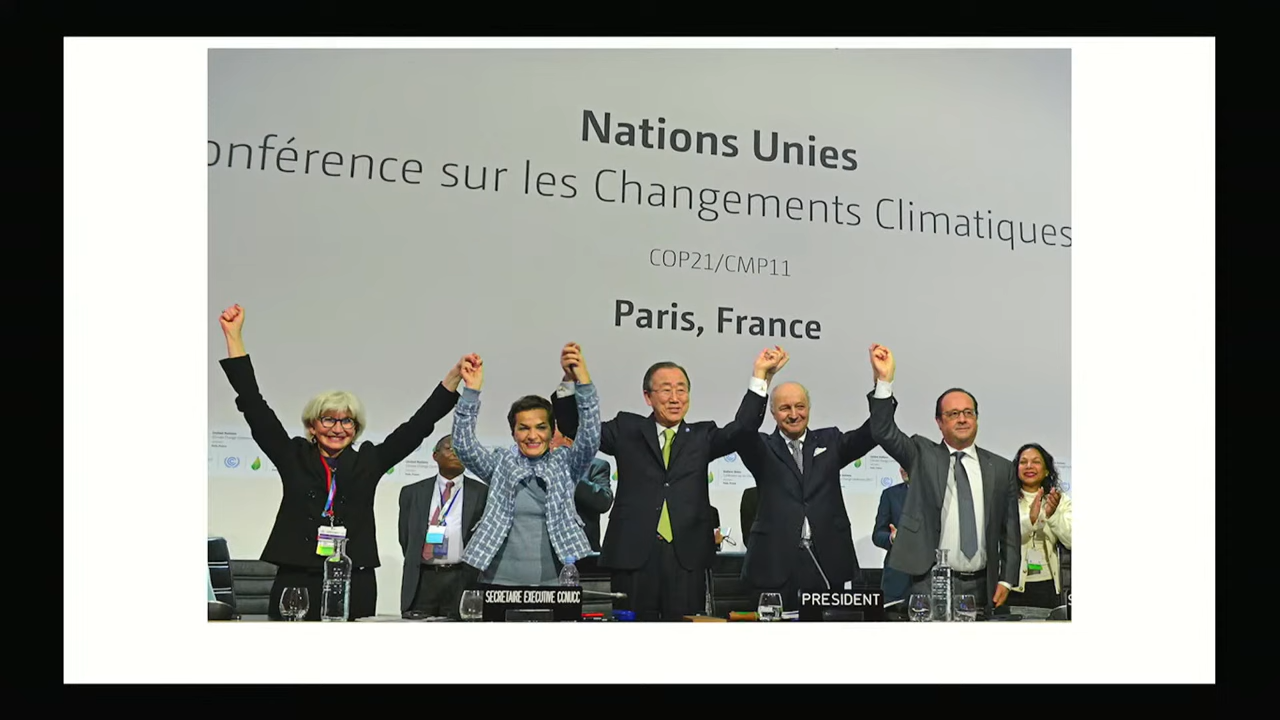 Nations Unies
onférence sur les Changements Climatiques
COP21/CMP11
Paris, France
SECRETAIRE EXECUTIVE CCNUCC
PRESIDENT